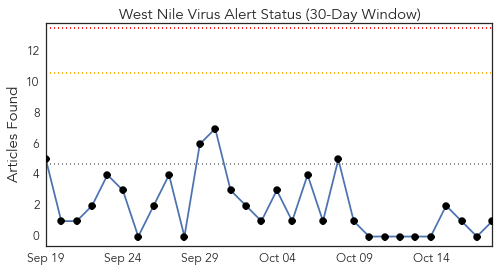 West Nile Virus Alert Status (30-Day Window)
Articles Found
12
10
8
6
4
2
0
Sep 19 Sep 24 Sep 29 Oct 04 Oct 09 Oct 14